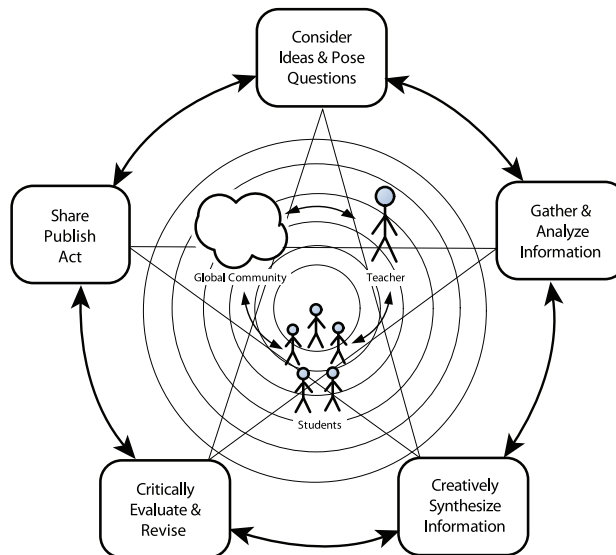 Consider
Ideas & Pose
Questions
Share
Publish
Act
Gather &
Analyze
Information
Global Community
Teacher
Students
Critically
Evaluate &
Revise
Creatively
Synthesize
Information